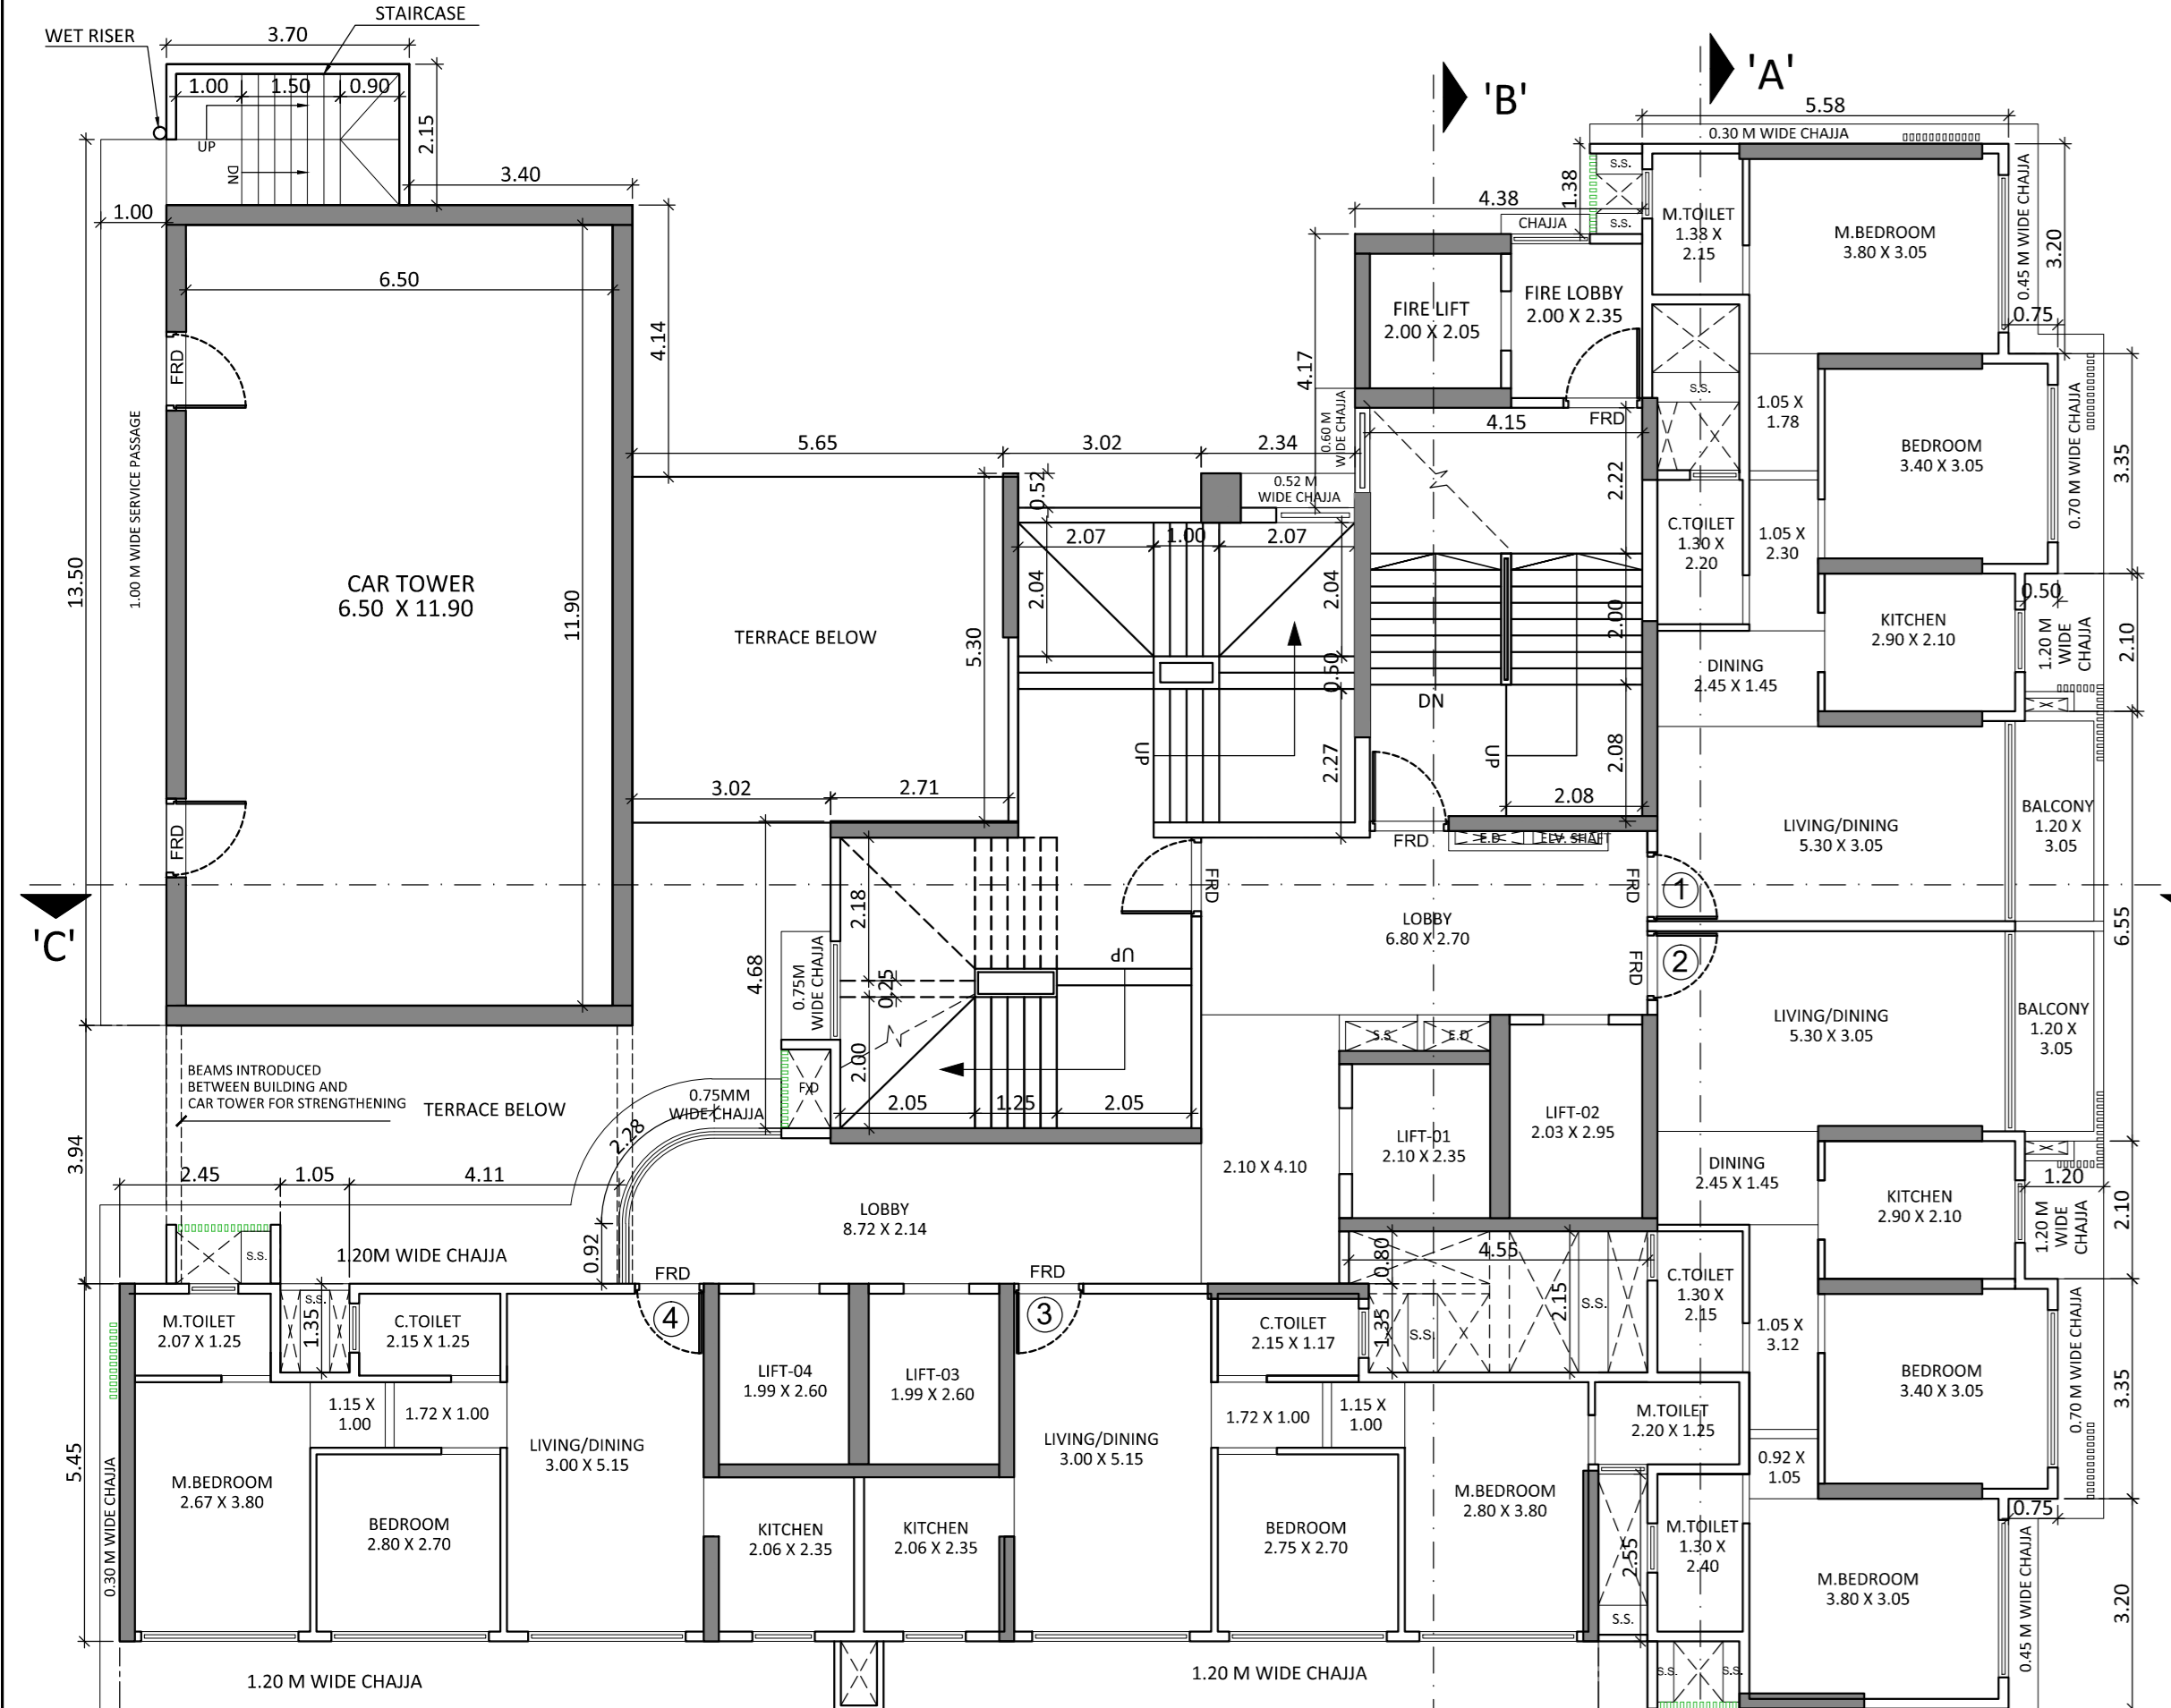 STAIRCASE
WET RISER
3.70
1.00
1.50
0.90
2.15
UP
DN
3.40
1.00
'B'
'A'
5.58
0.30 M WIDE CHAJJA
S.S.
S.S.
1.38
4.38
CHAJJA
M.TOILET
1.38 X
2.15
M.BEDROOM
3.80 X 3.05
0.45 M WIDE CHAJJA
3.20
0.75
6.50
4.14
FIRE LIFT
2.00 X 2.05
FIRE LOBBY
2.00 X 2.35
4.17
FRD
FRD
S.S.
1.05 X
1.78
BEDROOM
3.40 X 3.05
0.70 M WIDE CHAJJA
3.35
1.00 M WIDE SERVICE PASSAGE
13.50
CAR TOWER
6.50 X 11.90
11.90
5.65
3.02
2.34
0.60 M
WIDE CHAJJA
4.15
2.22
0.52
0.52 M
WIDE CHAJJA
2.07
1.00
2.07
2.04
2.04
C.TOILET
1.30 X
2.20
1.05 X
2.30
TERRACE BELOW
5.30
0.50
2.27
UP
2.00
DN
UP
2.08
2.08
KITCHEN
2.90 X 2.10
0.50
1.20 M
WIDE
CHAJJA
2.10
DINING
2.45 X 1.45
3.02
2.71
FRD
FRD
E.D
ELV. SHAFT
LIVING/DINING
5.30 X 3.05
BALCONY
1.20 X
3.05
'C'
2.18
4.68
0.75M
WIDE CHAJJA
0.25
2.00
UP
FRD
LOBBY
6.80 X 2.70
FRD
1
FRD
2
6.55
LIVING/DINING
5.30 X 3.05
BALCONY
1.20 X
3.05
BEAMS INTRODUCED
BETWEEN BUILDING AND
CAR TOWER FOR STRENGTHENING
TERRACE BELOW
0.75MM
WIDE CHAJJA
F.D
2.05
1.25
2.05
2.28
S.S
E.D
LIFT-01
2.10 X 2.35
LIFT-02
2.03 X 2.95
2.10 X 4.10
3.94
2.45
1.05
4.11
DINING
2.45 X 1.45
KITCHEN
2.90 X 2.10
1.20
1.20 M
WIDE
CHAJJA
2.10
LOBBY
8.72 X 2.14
0.92
S.S.
1.20M WIDE CHAJJA
FRD
FRD
0.80
4.55
2.15
1.35
S.S.
S.S.
C.TOILET
1.30 X
2.15
M.TOILET
2.07 X 1.25
S.S.
1.35
C.TOILET
2.15 X 1.25
4
3
C.TOILET
2.15 X 1.17
1.05 X
3.12
BEDROOM
3.40 X 3.05
0.70 M WIDE CHAJJA
3.35
LIFT-04
1.99 X 2.60
LIFT-03
1.99 X 2.60
1.15 X
1.00
1.72 X 1.00
1.72 X 1.00
1.15 X
1.00
M.TOILET
2.20 X 1.25
5.45
0.30 M WIDE CHAJJA
M.BEDROOM
2.67 X 3.80
LIVING/DINING
3.00 X 5.15
LIVING/DINING
3.00 X 5.15
M.BEDROOM
2.80 X 3.80
0.92 X
1.05
0.75
BEDROOM
2.80 X 2.70
KITCHEN
2.06 X 2.35
KITCHEN
2.06 X 2.35
BEDROOM
2.75 X 2.70
2.55
S.S.
M.TOILET
1.30 X
2.40
M.BEDROOM
3.80 X 3.05
0.45 M WIDE CHAJJA
3.20
1.20 M WIDE CHAJJA
1.20 M WIDE CHAJJA
S.S.
S.S.